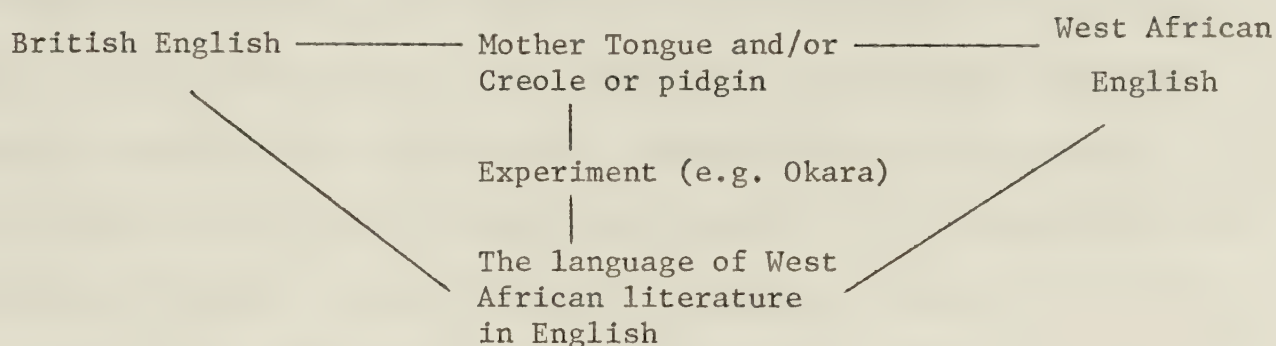 British English
Mother Tongue and/or
Creole or pidgin
West African
English
Experiment (e.g. Okara)
The language of West
African literature
in English